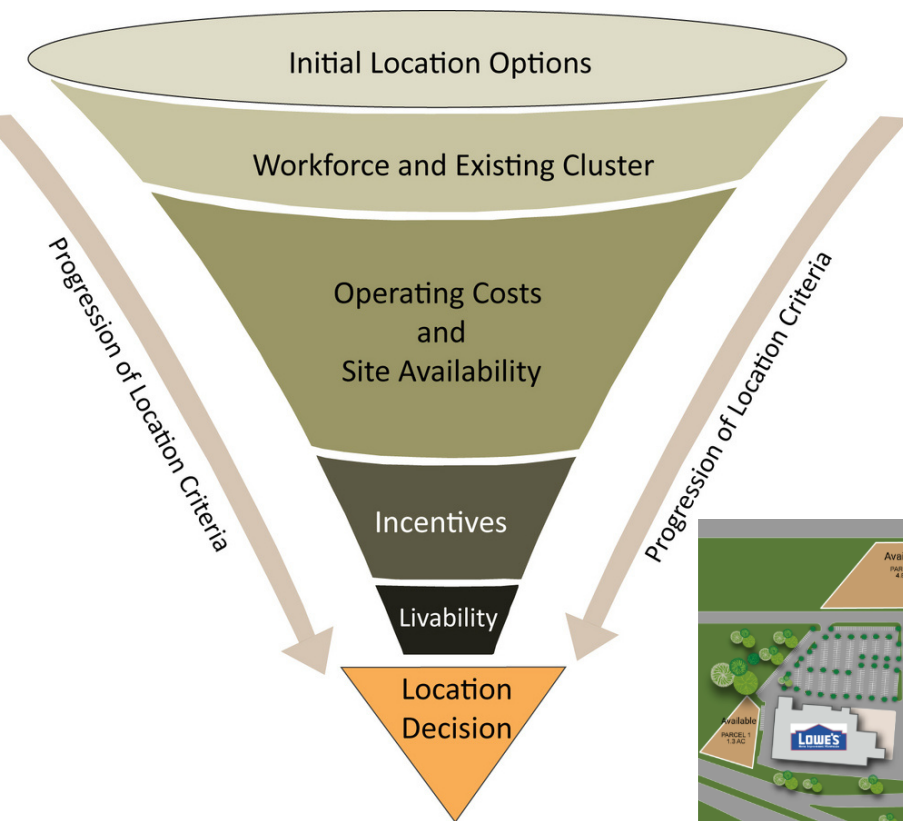 Initial Location Options
Workforce and Existing Cluster
Operating Costs
and
Site Availability
Incentives
Livability
Location
Decision
Progression of Location Criteria
Progression of Location Criteria
Available
PARCEL 1
1.3 AC
LOWE'S